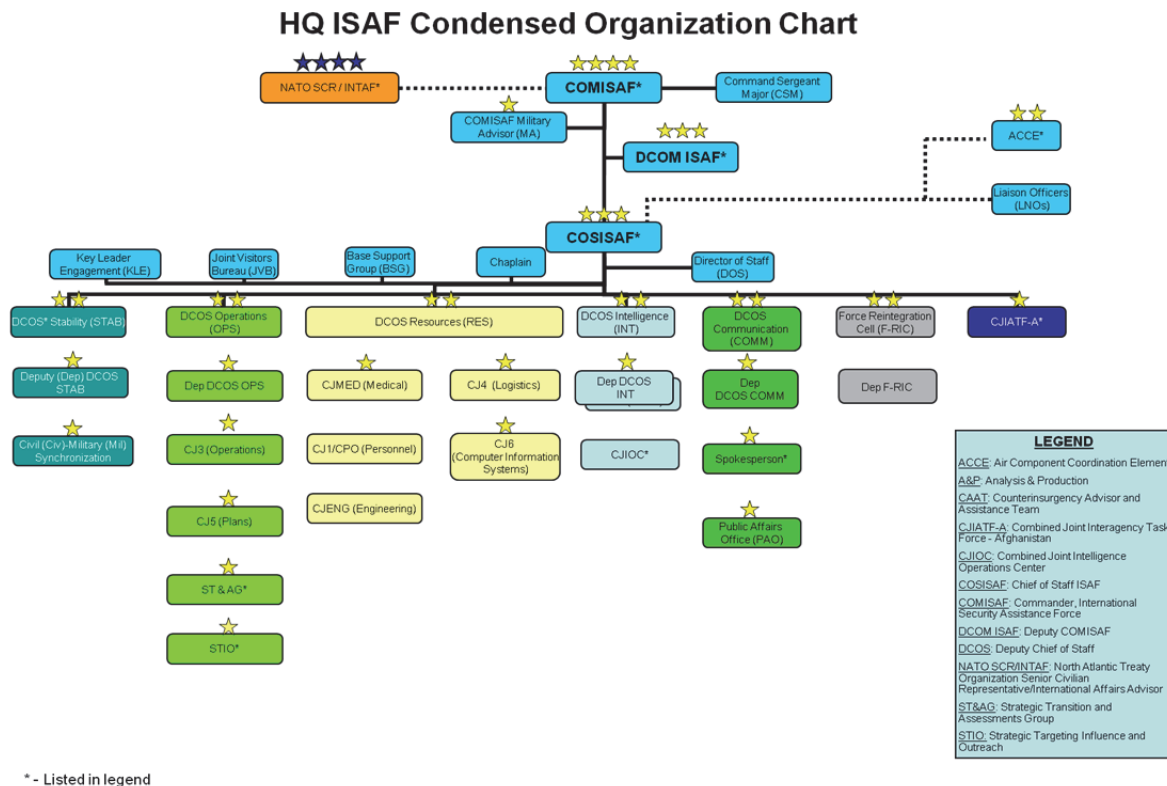 HQ ISAF Condensed Organization Chart
NATO SCR / INTAF*
COMISAF*
Command Sergeant
Major (CSM)
COMISAF Military
Advisor (MA)
DCOM ISAF*
ACCE*
Liaison Officers
(LNOs)
COSISAF*
Key Leader
Engagement (KLE)
Joint Visitors
Bureau (JVB)
Base Support
Group (BSG)
Chaplain
Director of Staff
(DOS)
DCOS* Stability (STAB)
DCOS Operations
(OPS)
DCOS Resources (RES)
DCOS Intelligence
(INT)
DCOS
Communication
(COMM)
Force Reintegration
Cell (F-RIC)
CJIATF-A*
Deputy (Dep) DCOS
STAB
Dep DCOS OPS
CJMED (Medical)
CJ4 (Logistics)
Dep DCOS
INT
Dep
DCOS COMM
Dep F-RIC
Civil (Civ)-Military (Mil)
Synchronization
CJ3 (Operations)
CJ1/CPO (Personnel)
CJ6
(Computer Information
Systems)
CJIOC*
Spokesperson*
CJ5 (Plans)
CJENG (Engineering)
Public Affairs
Office (PAO)
ST & AG*
STIO*
LEGEND
ACCE: Air Component Coordination Element
A&P: Analysis & Production
CAAT: Counterinsurgency Advisor and
Assistance Team
CJIATF-A: Combined Joint Interagency Task
Force - Afghanistan
CJIOC: Combined Joint Intelligence
Operations Center
COSISAF: Chief of Staff ISAF
COMISAF: Commander, International
Security Assistance Force
DCOM ISAF: Deputy COMISAF
DCOS: Deputy Chief of Staff
NATO SCR/INTAF: North Atlantic Treaty
Organization Senior Civilian
Representative/International Affairs Advisor
ST&AG: Strategic Transition and
Assessments Group
STIO: Strategic Targeting Influence and
Outreach
* - Listed in legend